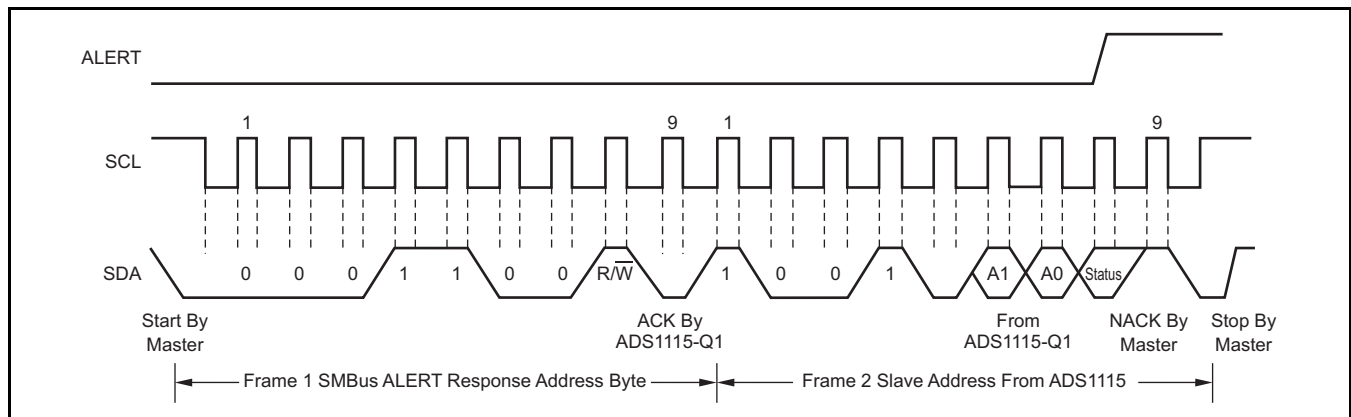 ALERT
1 9 1 9
SCL
SDA 0 0 0 1 1 0 0 R/W 1 0 0 1 A1 A0 Status
Start By
Master
ACK By
ADS1115-Q1
From
ADS1115-Q1
NACK By
Master
Stop By
Master
Frame 1 SMBus ALERT Response Address Byte
Frame 2 Slave Address From ADS1115